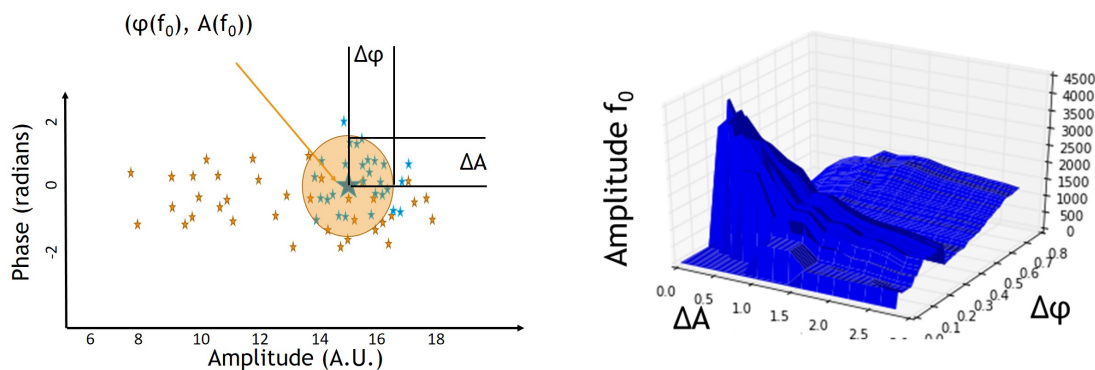 (φ(f₀), A(f₀))
Δφ
ΔA
Phase (radians)
2
0
-2
6 8 10 12 14 16 18
Amplitude (A.U.)
Amplitude f₀
4500
4000
3500
3000
2500
2000
1500
1000
500
0
0.0 0.5 1.0 1.5 2.0 2.5
ΔA
0.1 0.2 0.3 0.4 0.5 0.6 0.7 0.8
Δφ